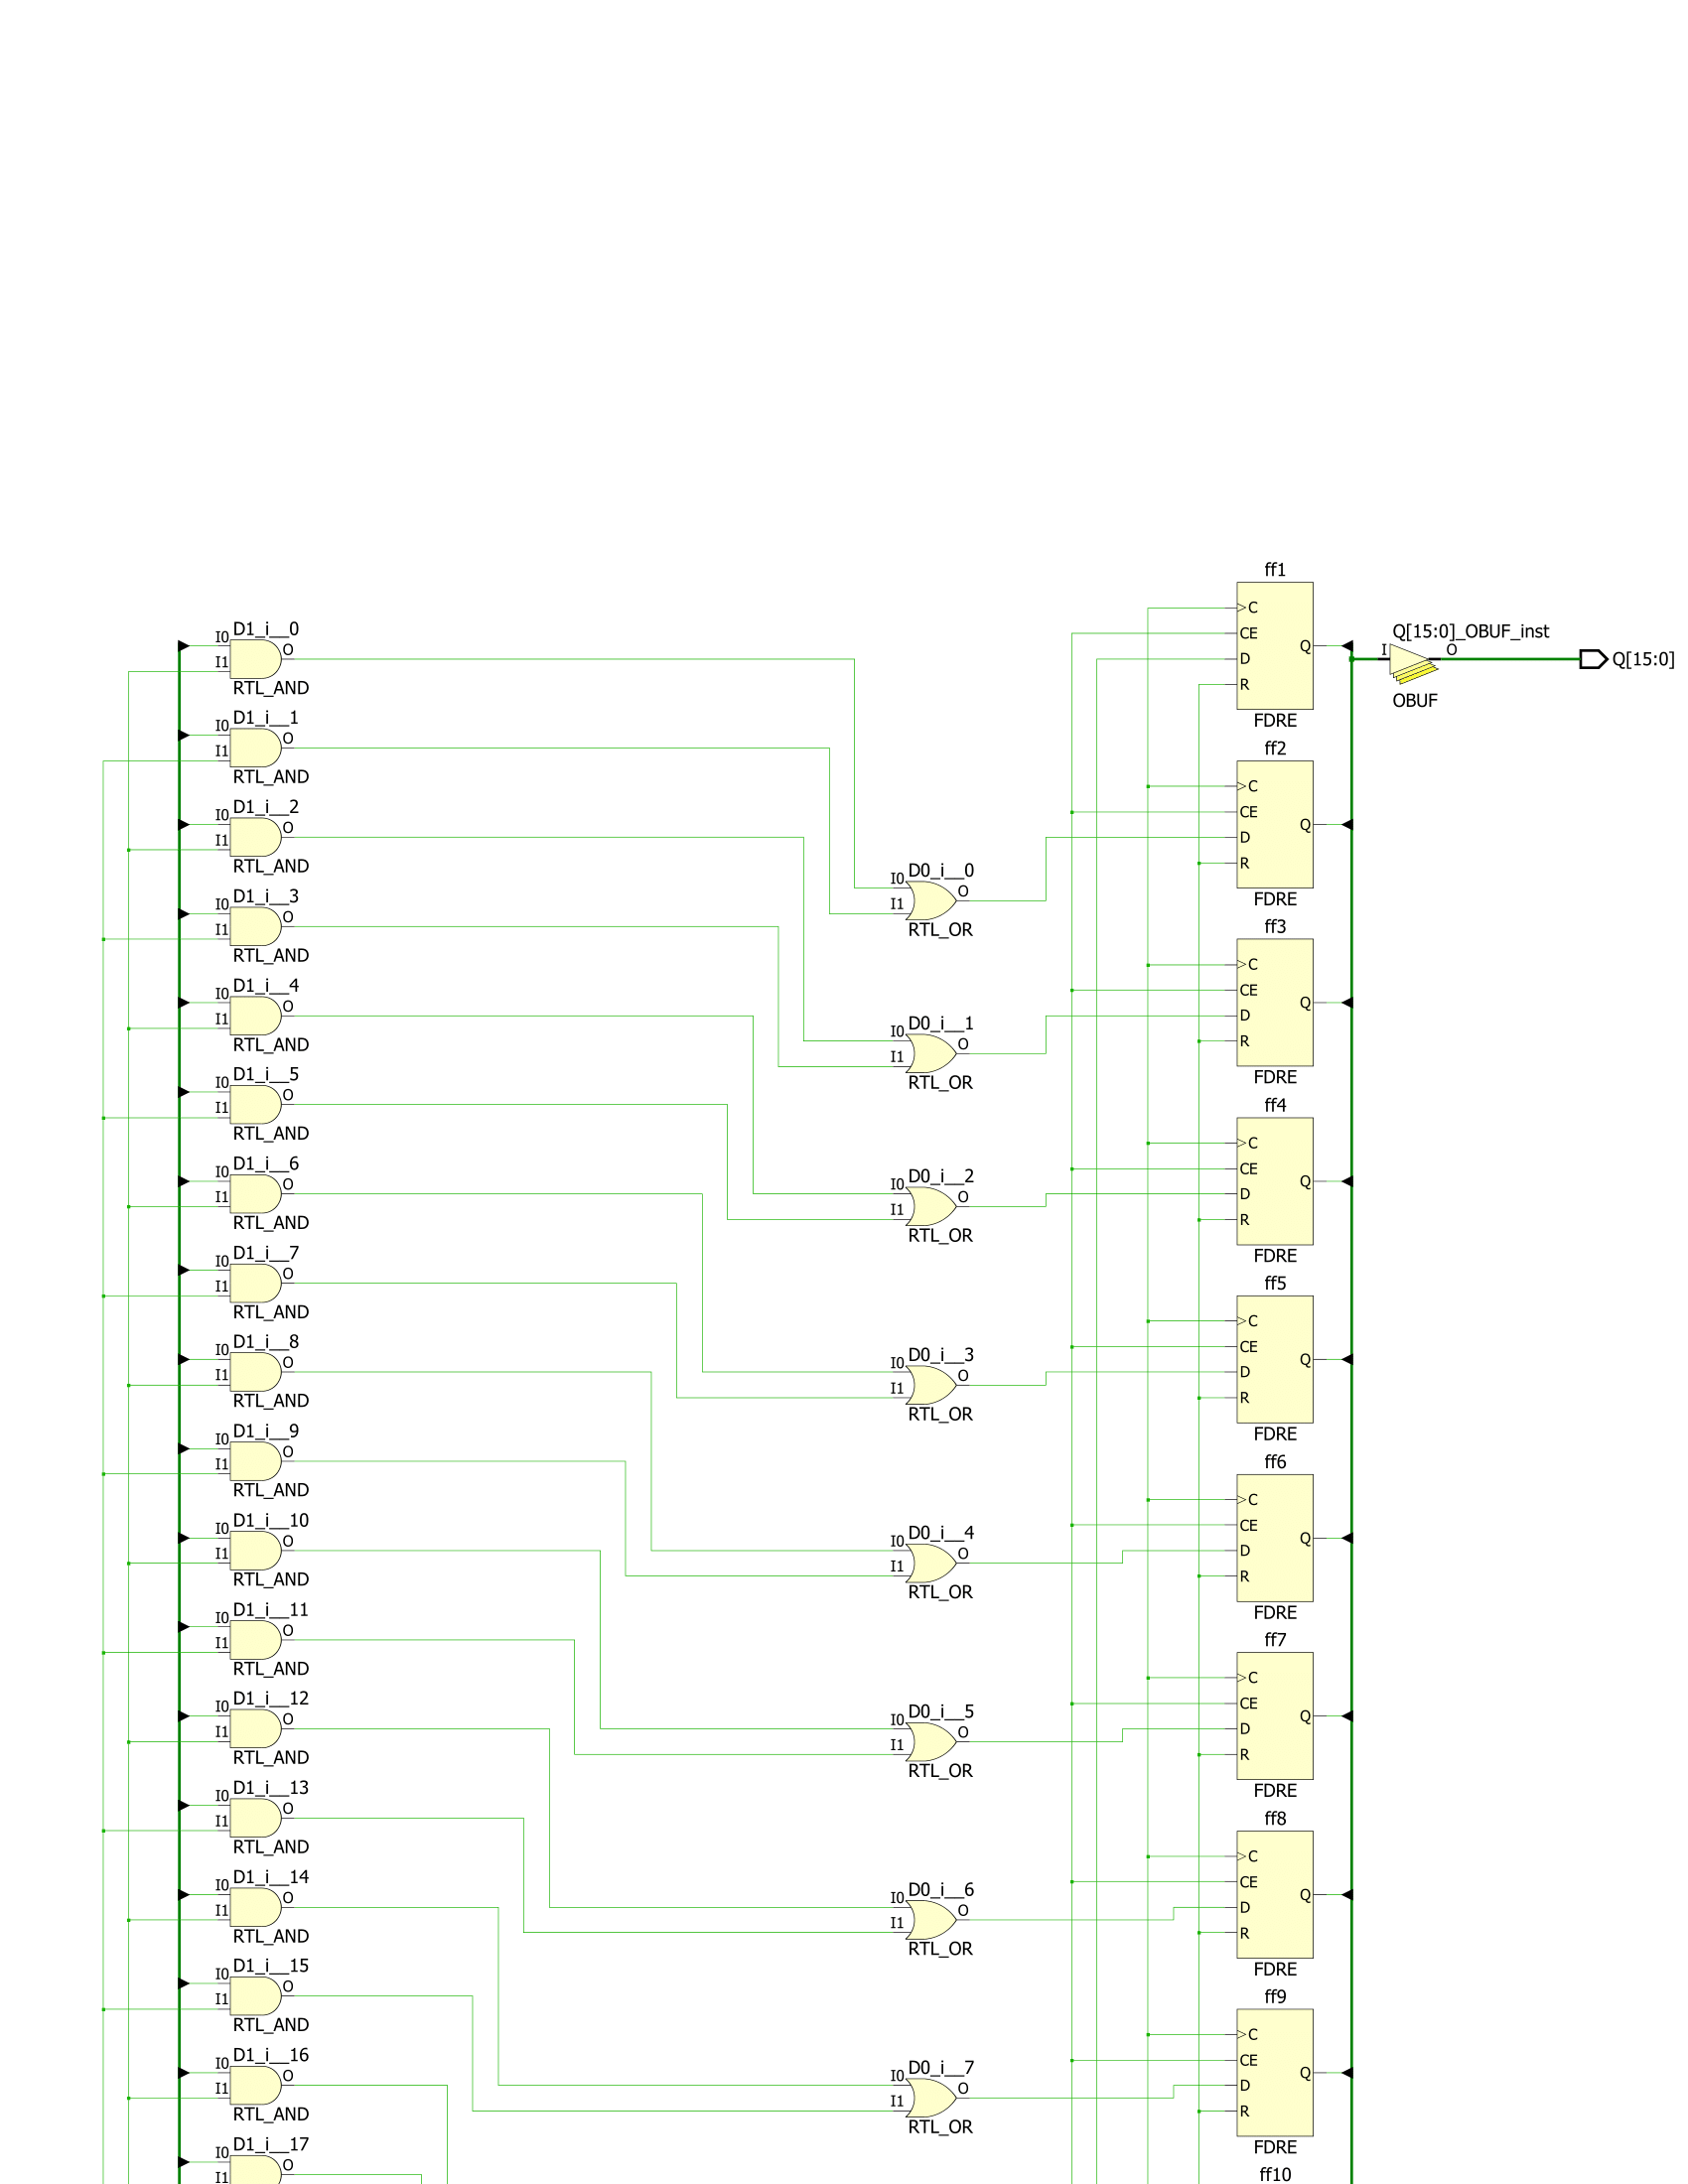 D1_i__0
I0
O
I1
RTL_AND
D1_i__1
I0
O
I1
RTL_AND
D1_i__2
I0
O
I1
RTL_AND
D1_i__3
I0
O
I1
RTL_AND
D1_i__4
I0
O
I1
RTL_AND
D1_i__5
I0
O
I1
RTL_AND
D1_i__6
I0
O
I1
RTL_AND
D1_i__7
I0
O
I1
RTL_AND
D1_i__8
I0
O
I1
RTL_AND
D1_i__9
I0
O
I1
RTL_AND
D1_i__10
I0
O
I1
RTL_AND
D1_i__11
I0
O
I1
RTL_AND
D1_i__12
I0
O
I1
RTL_AND
D1_i__13
I0
O
I1
RTL_AND
D1_i__14
I0
O
I1
RTL_AND
D1_i__15
I0
O
I1
RTL_AND
D1_i__16
I0
O
I1
RTL_AND
D1_i__17
I0
O
I1
D0_i__0
I0
O
I1
RTL_OR
D0_i__1
I0
O
I1
RTL_OR
D0_i__2
I0
O
I1
RTL_OR
D0_i__3
I0
O
I1
RTL_OR
D0_i__4
I0
O
I1
RTL_OR
D0_i__5
I0
O
I1
RTL_OR
D0_i__6
I0
O
I1
RTL_OR
D0_i__7
I0
O
I1
RTL_OR
ff1
C
CE
Q
D
R
FDRE
ff2
C
CE
Q
D
R
FDRE
ff3
C
CE
Q
D
R
FDRE
ff4
C
CE
Q
D
R
FDRE
ff5
C
CE
Q
D
R
FDRE
ff6
C
CE
Q
D
R
FDRE
ff7
C
CE
Q
D
R
FDRE
ff8
C
CE
Q
D
R
FDRE
ff9
C
CE
Q
D
R
FDRE
ff10
Q[15:0]_OBUF_inst
I
O
OBUF
Q[15:0]